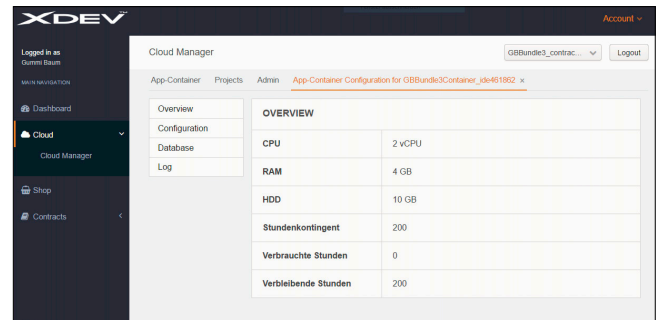 XDEV™
Account
Logged in as
Gummi Baum
MAIN NAVIGATION
Dashboard
Cloud
Cloud Manager
Shop
Contracts
Cloud Manager
GBBundle3_contrac...
Logout
App-Container Projects Admin App-Container Configuration for GBBundle3Container_ide461862 ×
Overview
Configuration
Database
Log
OVERVIEW
CPU 2 vCPU
RAM 4 GB
HDD 10 GB
Stundenkontingent 200
Verbrauchte Stunden 0
Verbleibende Stunden 200